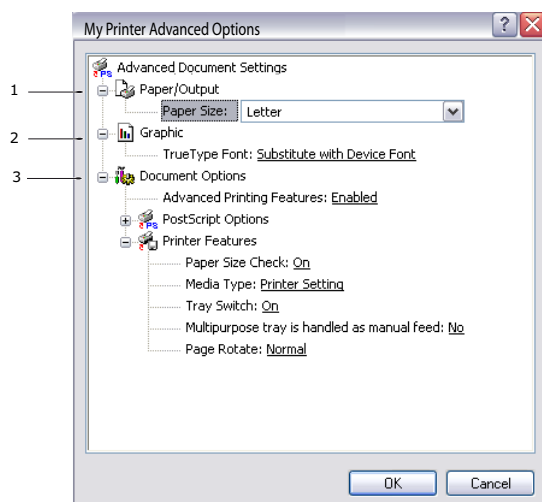 My Printer Advanced Options
?
Advanced Document Settings
1 Paper/Output
Paper Size: Letter
2 Graphic
TrueType Font: Substitute with Device Font
3 Document Options
Advanced Printing Features: Enabled
PS PostScript Options
Printer Features
Paper Size Check: On
Media Type: Printer Setting
Tray Switch: On
Multipurpose tray is handled as manual feed: No
Page Rotate: Normal
OK Cancel